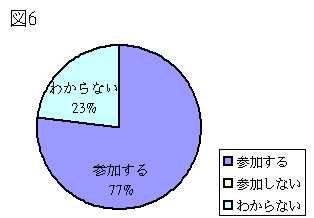 図6
わからない
23%
参加する
77%
参加する
参加しない
わからない